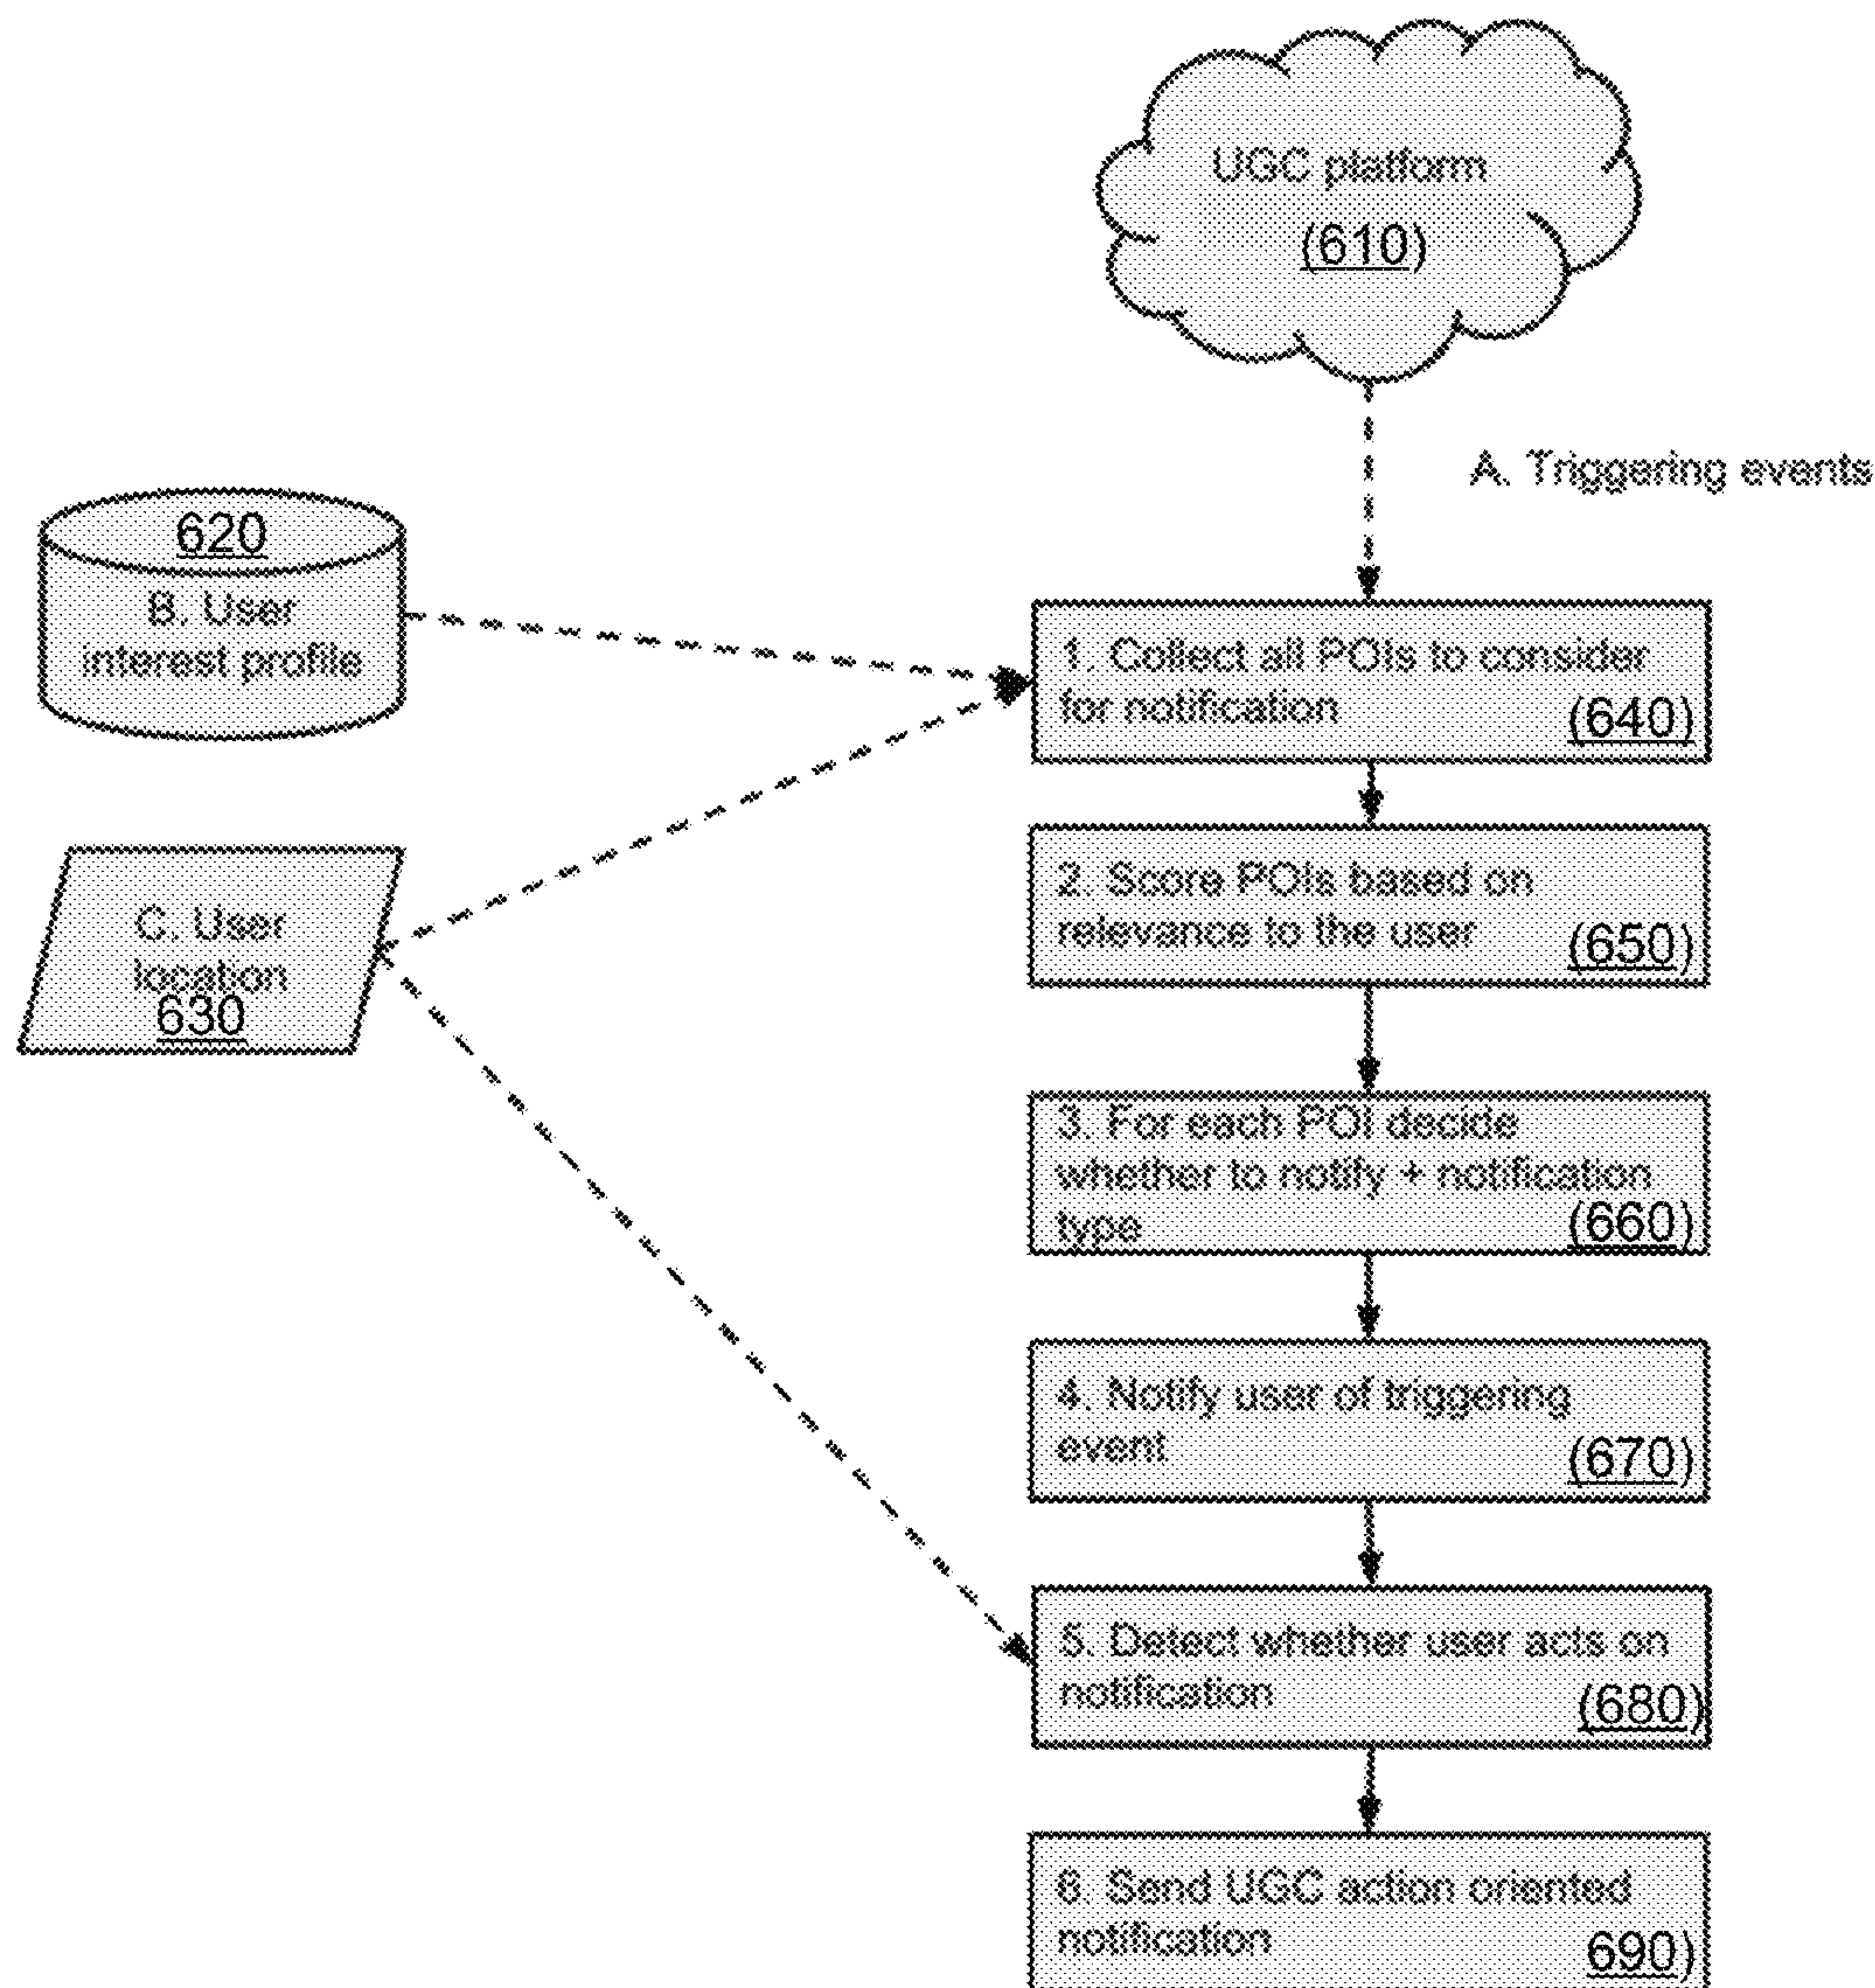 UGC platform
(610)
A. Triggering events
620
B. User
interest profile
C. User
location
630
1. Collect all POIs to consider
for notification
(640)
2. Score POIs based on
relevance to the user
(650)
3. For each POI decide
whether to notify + notification
type
(660)
4. Notify user of triggering
event
(670)
5. Detect whether user acts on
notification
(680)
6. Send UGC action oriented
notification
690)